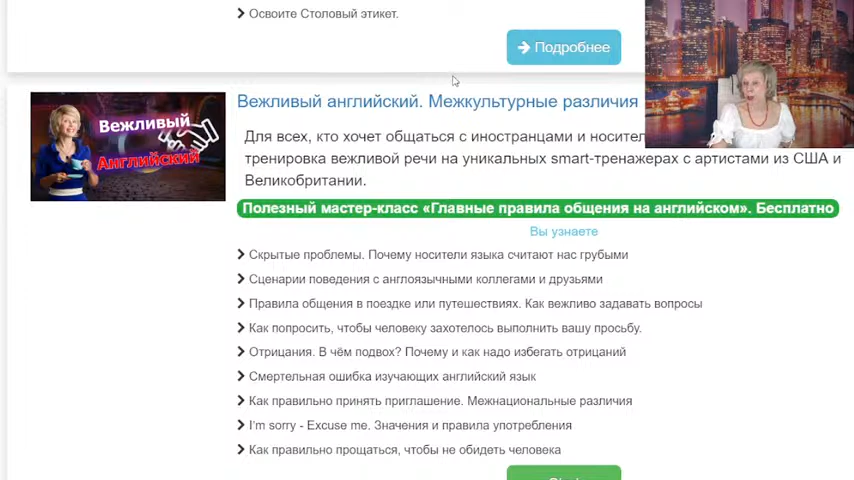 Освоите Столовый этикет.
Подробнее
Вежливый английский. Межкультурные различия
Вежливый
Английский
Для всех, кто хочет общаться с иностранцами и
тренировка вежливой речи на уникальных smart-тренажерах с артистами из США и
Великобритании.
Полезный мастер-класс «Главные правила общения на английском». Бесплатно
Вы узнаете
Скрытые проблемы. Почему носители языка считают нас грубыми
Сценарии поведения с англоязычными коллегами и друзьями
Правила общения в поездке или путешествиях. Как вежливо задавать вопросы
Как попросить, чтобы человеку захотелось выполнить вашу просьбу.
Отрицания. В чём подвох? Почему и как надо избегать отрицаний
Смертельная ошибка изучающих английский язык
Как правильно принять приглашение. Межнациональные различия
I'm sorry - Excuse me. Значения и правила употребления
Как правильно прощаться, чтобы не обидеть человека